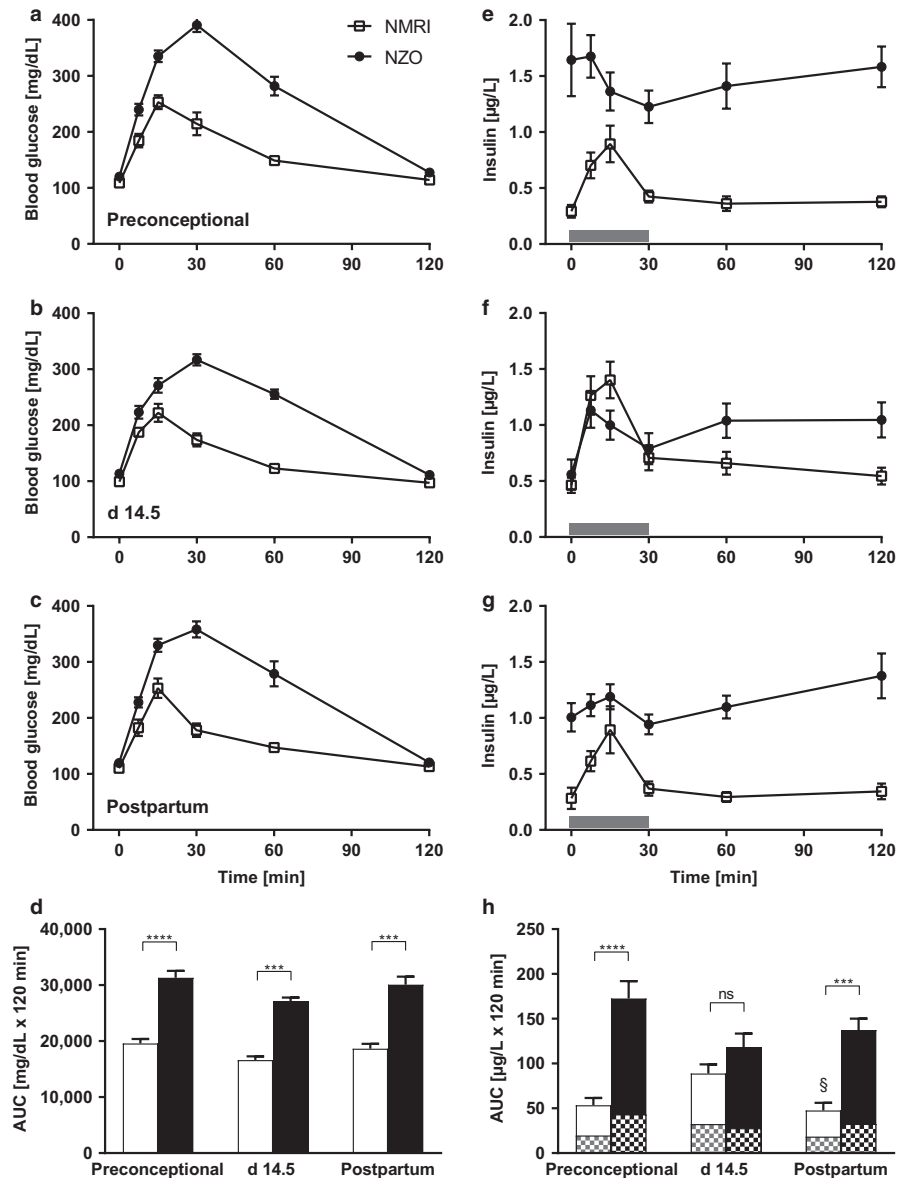 a
Blood glucose [mg/dL]
400
300
200
100
0
NMRI
NZO
Preconceptional
0 30 60 90 120
e
Insulin [µg/L]
2.0
1.5
1.0
0.5
0.0
0 30 60 90 120
b
Blood glucose [mg/dL]
400
300
200
100
0
d 14.5
0 30 60 90 120
f
Insulin [µg/L]
2.0
1.5
1.0
0.5
0.0
0 30 60 90 120
c
Blood glucose [mg/dL]
400
300
200
100
0
Postpartum
0 30 60 90 120
Time [min]
g
Insulin [µg/L]
2.0
1.5
1.0
0.5
0.0
0 30 60 90 120
Time [min]
d
AUC [mg/dL x 120 min]
40,000
30,000
20,000
10,000
0
**** *** ***
Preconceptional d 14.5 Postpartum
h
AUC [µg/L x 120 min]
250
200
150
100
50
0
**** ns ***
§
Preconceptional d 14.5 Postpartum